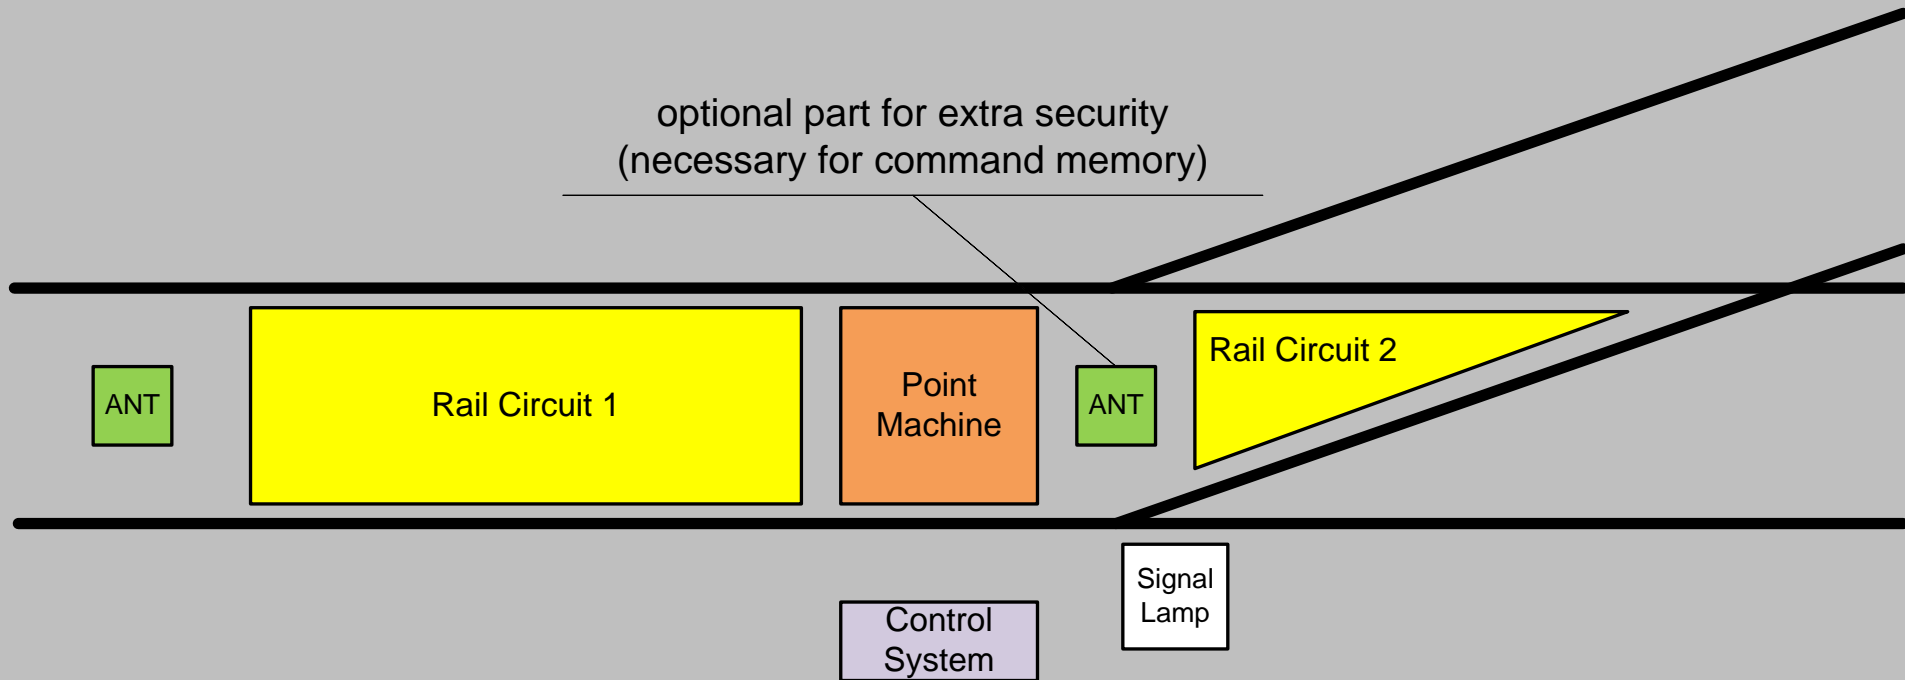 optional part for extra security
(necessary for command memory)
ANT
Rail Circuit 1
Point
Machine
ANT
Rail Circuit 2
Signal
Lamp
Control
System